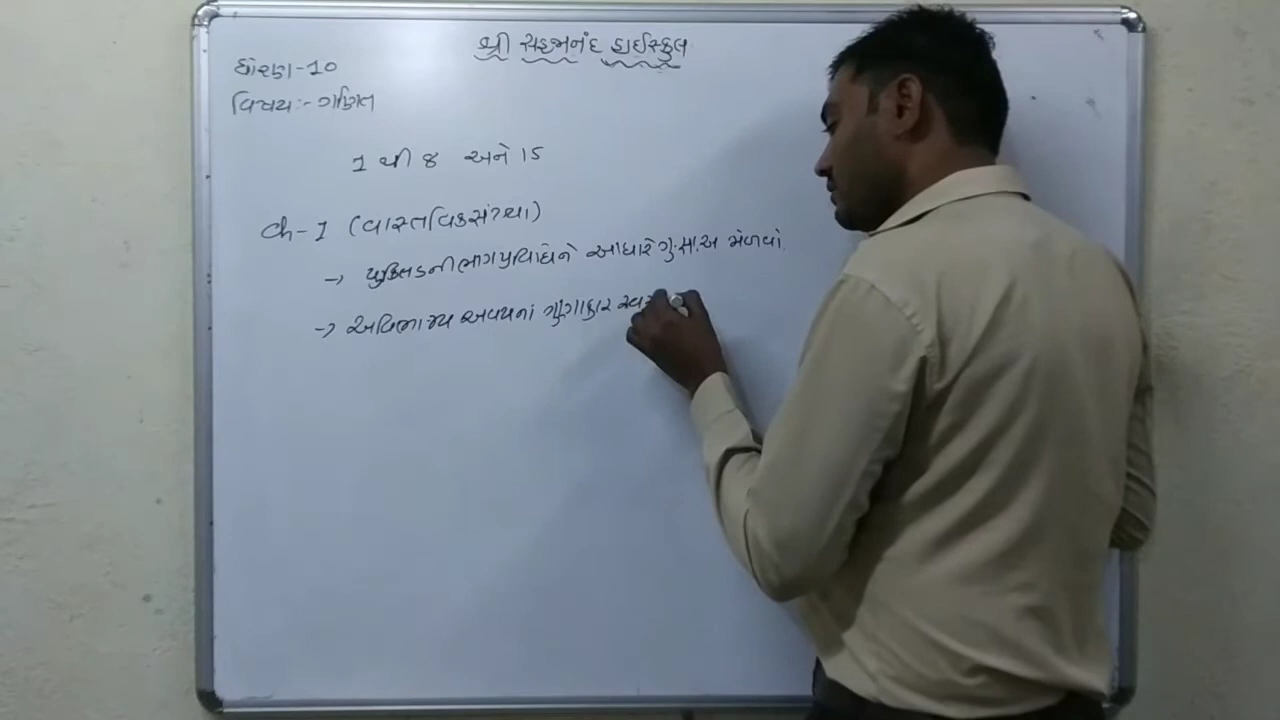 શ્રી સહજાનંદ હાઈસ્કુલ
ધોરણ-10
વિષય:- ગણિત
1 થી 8 અને 15
Ch-1 (વાસ્તવિક સંખ્યા)
→ યુક્લિડની ભાગપ્રવિધિને આધારે ગુ.સા.અ મેળવો.
→ અવિભાજ્ય અવયવનાં ગુણાકાર સ્વ